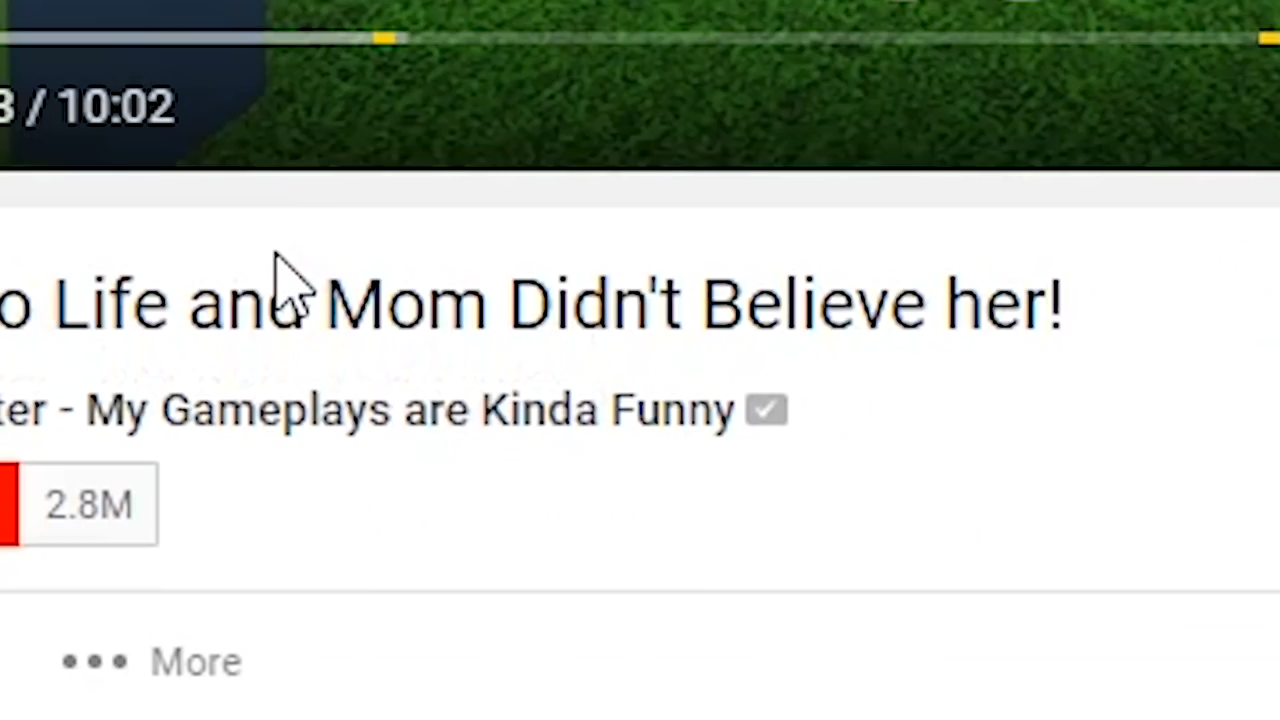 3 / 10:02
o Life and Mom Didn't Believe her!
ter - My Gameplays are Kinda Funny
2.8M
••• More